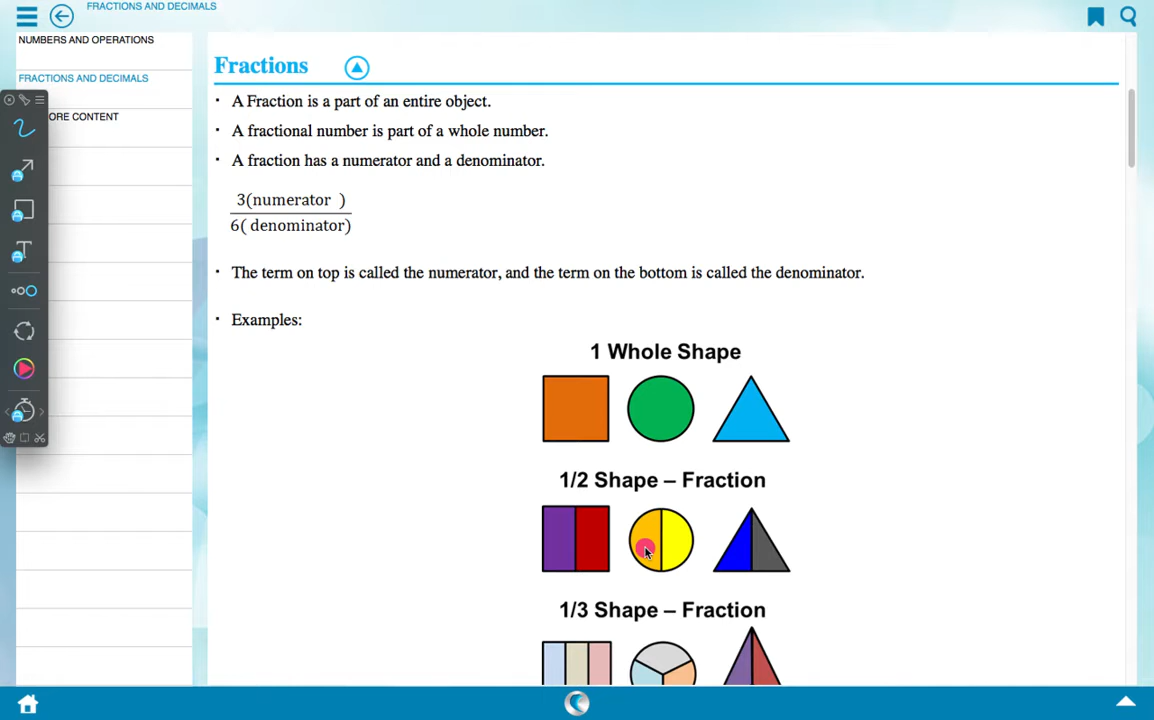 FRACTIONS AND DECIMALS
NUMBERS AND OPERATIONS
FRACTIONS AND DECIMALS
ORE CONTENT
Fractions
· A Fraction is a part of an entire object.
· A fractional number is part of a whole number.
· A fraction has a numerator and a denominator.
3(numerator )
6( denominator)
· The term on top is called the numerator, and the term on the bottom is called the denominator.
· Examples:
1 Whole Shape
1/2 Shape – Fraction
1/3 Shape – Fraction